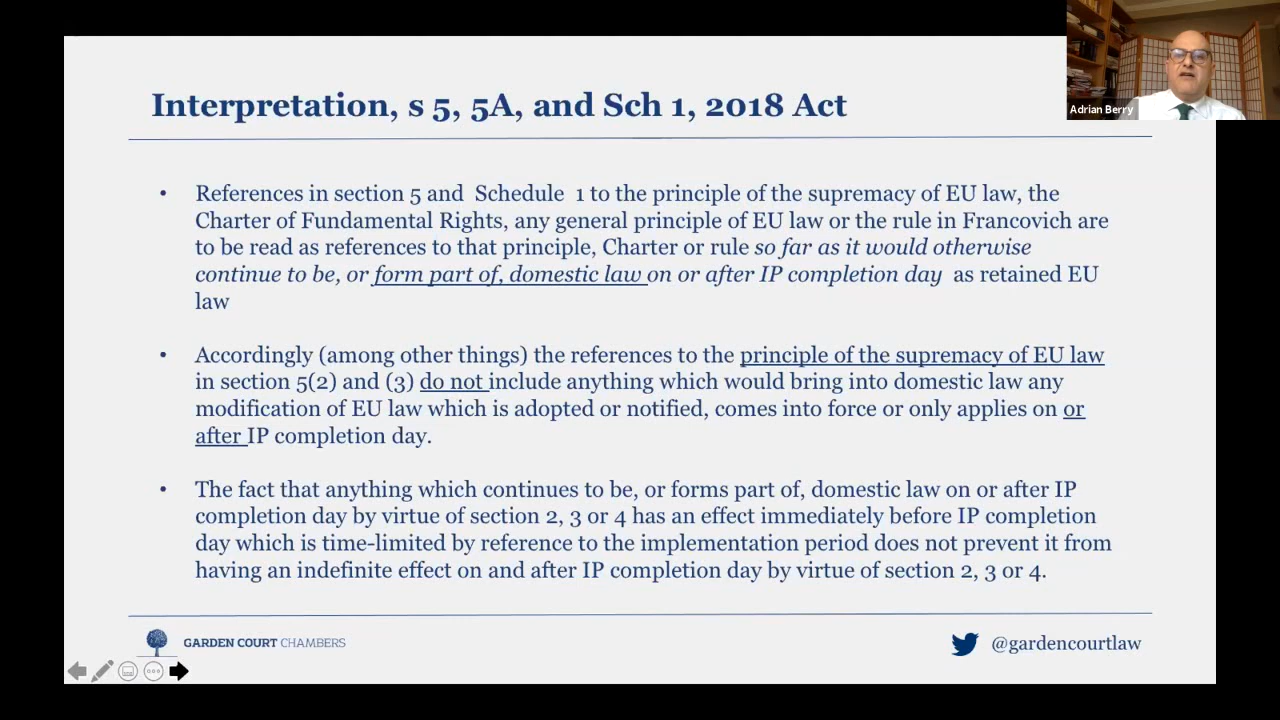 Adrian Berry
Interpretation, s 5, 5A, and Sch 1, 2018 Act
• References in section 5 and Schedule 1 to the principle of the supremacy of EU law, the
Charter of Fundamental Rights, any general principle of EU law or the rule in Francovich are
to be read as references to that principle, Charter or rule so far as it would otherwise
continue to be, or form part of, domestic law on or after IP completion day as retained EU
law
• Accordingly (among other things) the references to the principle of the supremacy of EU law
in section 5(2) and (3) do not include anything which would bring into domestic law any
modification of EU law which is adopted or notified, comes into force or only applies on or
after IP completion day.
• The fact that anything which continues to be, or forms part of, domestic law on or after IP
completion day by virtue of section 2, 3 or 4 has an effect immediately before IP completion
day which is time-limited by reference to the implementation period does not prevent it from
having an indefinite effect on and after IP completion day by virtue of section 2, 3 or 4.
GARDEN COURT CHAMBERS
@gardencourtlaw